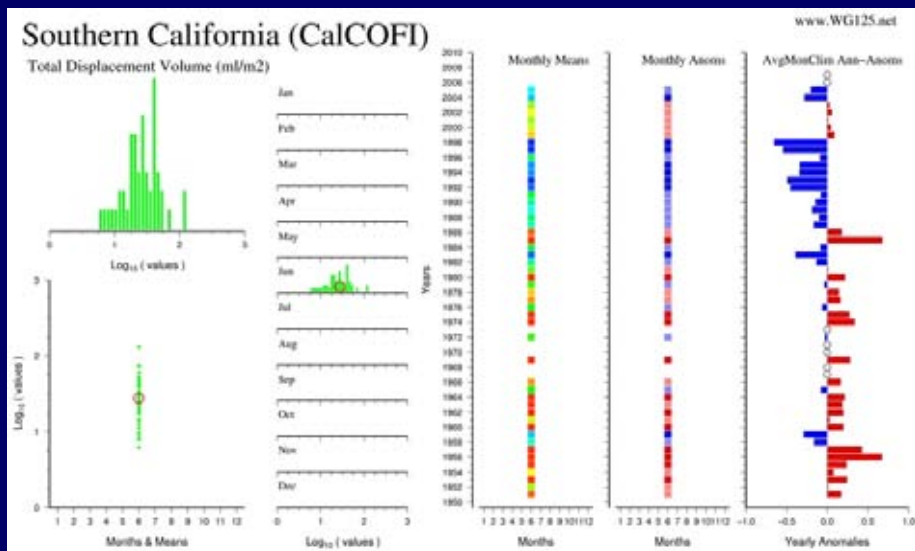 www.WG125.net
Southern California (CalCOFI)
Total Displacement Volume (ml/m2)
0 1 2 3
Log₁₀ ( values )
3
2
1
0
Log₁₀ ( values )
1 2 3 4 5 6 7 8 9 10 11 12
Months & Means
Jan
Feb
Mar
Apr
May
Jun
Jul
Aug
Sep
Oct
Nov
Dec
0 1 2 3
Log₁₀ ( values )
Monthly Means
Monthly Anoms
AvgMonClim Ann-Anoms
Years
2010
2008
2006
2004
2002
2000
1998
1996
1994
1992
1990
1988
1986
1984
1982
1980
1978
1976
1974
1972
1970
1968
1966
1964
1962
1960
1958
1956
1954
1952
1950
1 2 3 4 5 6 7 8 9 10 11 12
Months
1 2 3 4 5 6 7 8 9 10 11 12
Months
-1.0 -0.5 0.0 0.5 1.0
Yearly Anomalies